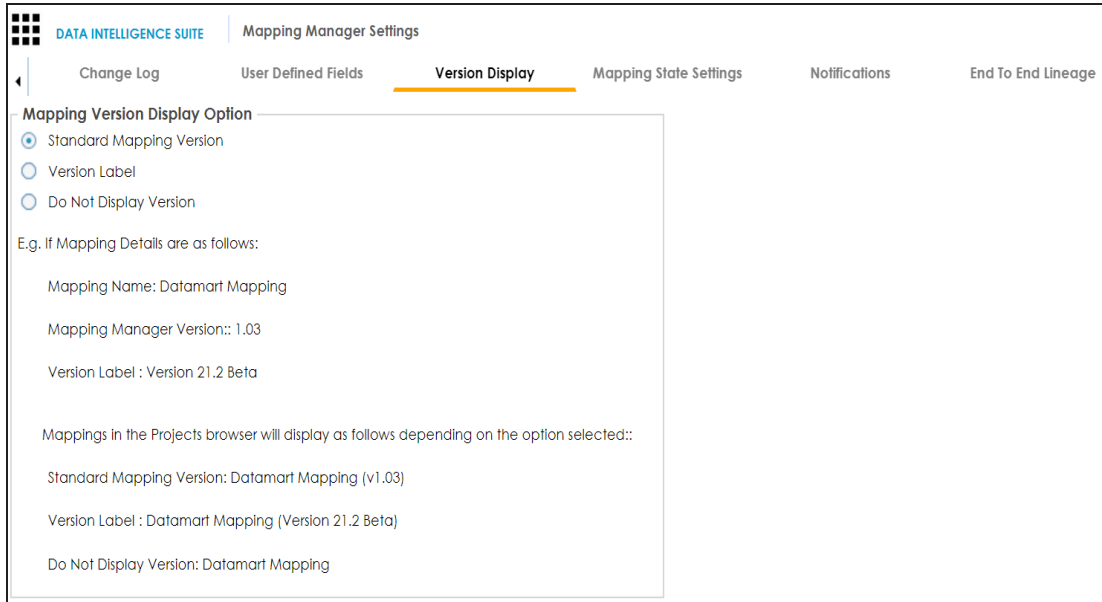 DATA INTELLIGENCE SUITE Mapping Manager Settings
Change Log User Defined Fields Version Display Mapping State Settings Notifications End To End Lineage
Mapping Version Display Option
Standard Mapping Version
Version Label
Do Not Display Version
E.g. If Mapping Details are as follows:
Mapping Name: Datamart Mapping
Mapping Manager Version:: 1.03
Version Label : Version 21.2 Beta
Mappings in the Projects browser will display as follows depending on the option selected::
Standard Mapping Version: Datamart Mapping (v1.03)
Version Label : Datamart Mapping (Version 21.2 Beta)
Do Not Display Version: Datamart Mapping